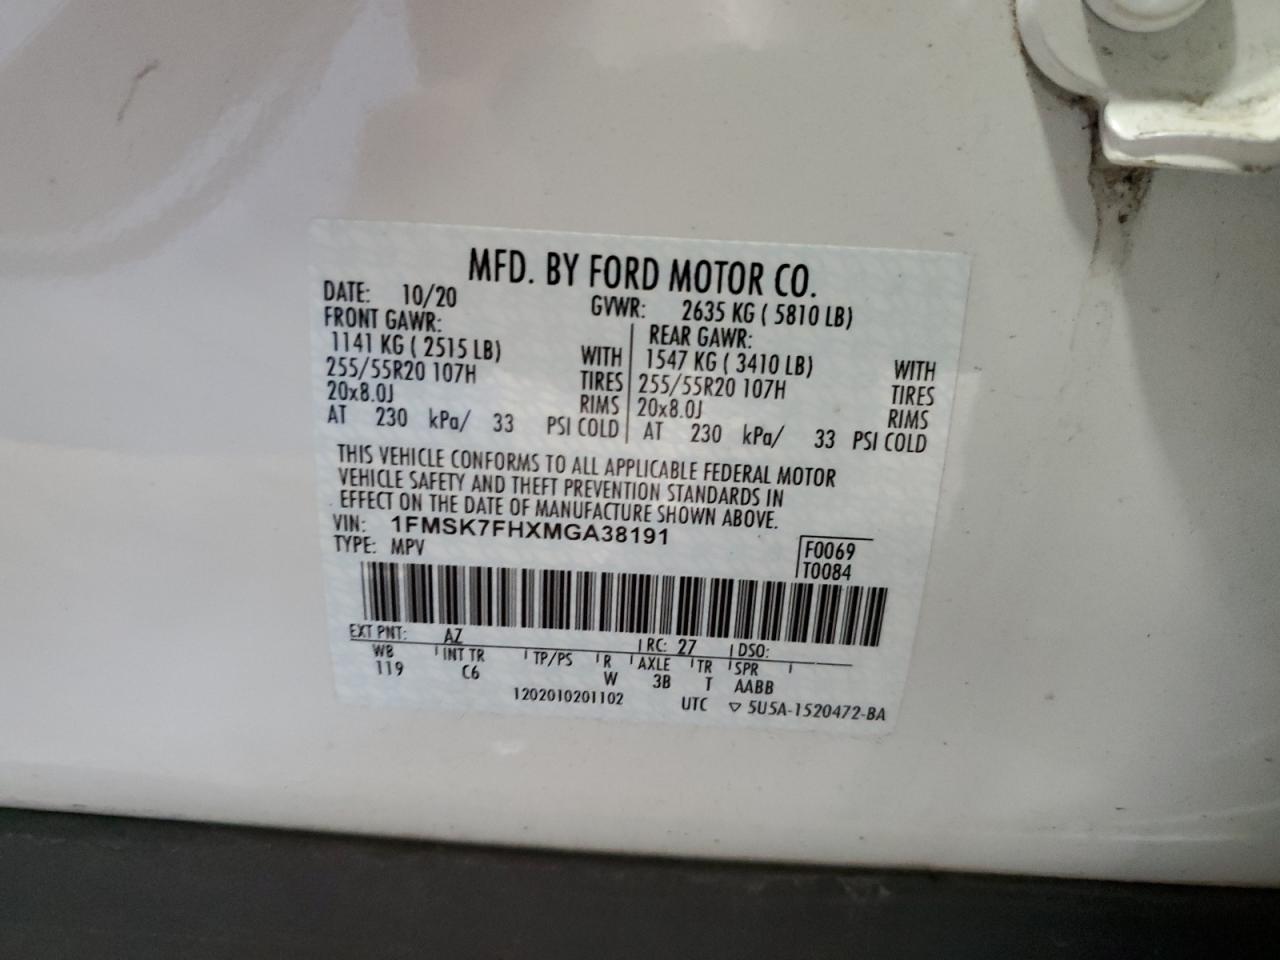 MFD. BY FORD MOTOR CO.
DATE: 10/20 GVWR: 2635 KG ( 5810 LB)
FRONT GAWR: REAR GAWR:
1141 KG ( 2515 LB) WITH 1547 KG ( 3410 LB) WITH
255/55R20 107H TIRES 255/55R20 107H TIRES
20x8.0J RIMS 20x8.0J RIMS
AT 230 kPa/ 33 PSI COLD AT 230 kPa/ 33 PSI COLD
THIS VEHICLE CONFORMS TO ALL APPLICABLE FEDERAL MOTOR
VEHICLE SAFETY AND THEFT PREVENTION STANDARDS IN
EFFECT ON THE DATE OF MANUFACTURE SHOWN ABOVE.
VIN: 1FMSK7FHXMGA38191
TYPE: MPV F0069
T0084
EXT PNT: AZ RC: 27 DSO:
WB INT TR TP/PS R AXLE TR SPR
119 C6 W 3B T AABB
1202010201102 UTC ▽ 5U5A-1520472-BA